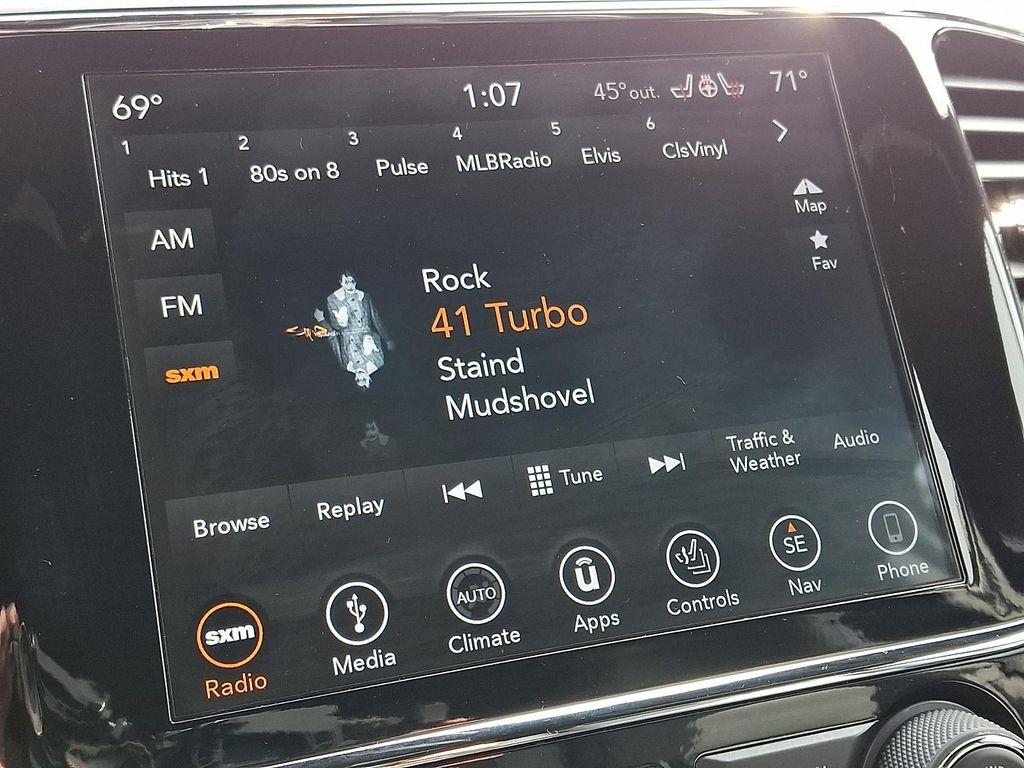 69°
1:07
45° out.
71°
1
2
3
4
5
6
Hits 1
80s on 8
Pulse
MLBRadio
Elvis
ClsVinyl
AM
FM
sxm
Map
Fav
Rock
41 Turbo
Staind
Mudshovel
Browse
Replay
Tune
Traffic &
Weather
Audio
sxm
Radio
Media
AUTO
Climate
u
Apps
Controls
SE
Nav
Phone